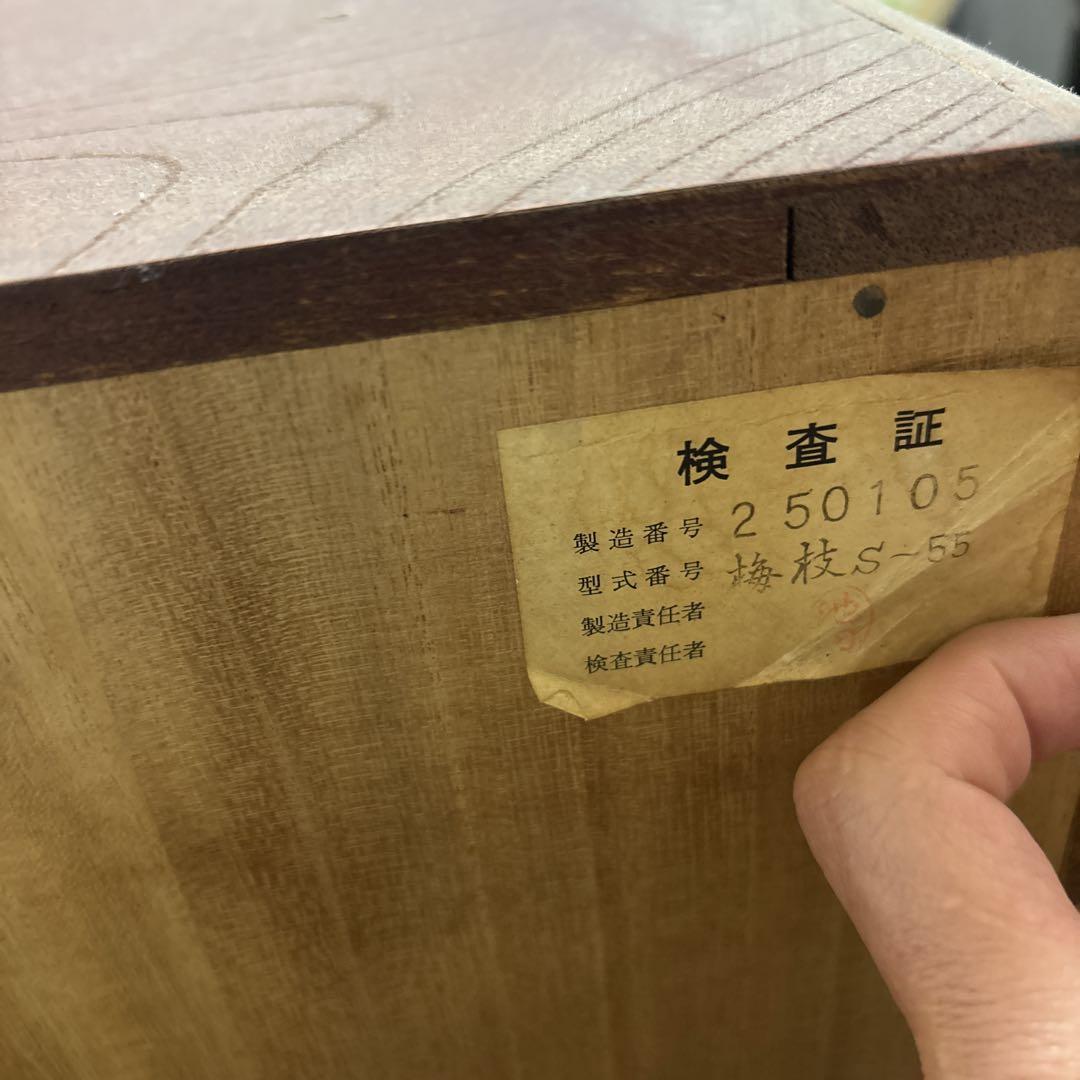 検査証
製造番号 250105
型式番号 梅枝S-55
製造責任者
検査責任者